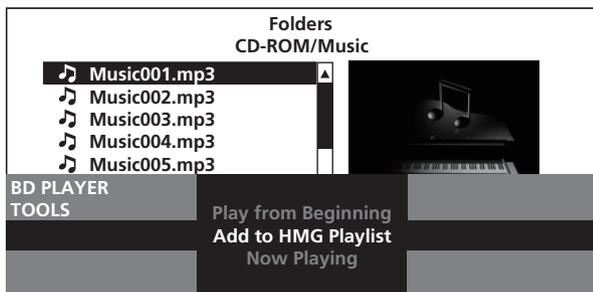 Folders
CD-ROM/Music
Music001.mp3
Music002.mp3
Music003.mp3
Music004.mp3
Music005.mp3
BD PLAYER
TOOLS
Play from Beginning
Add to HMG Playlist
Now Playing